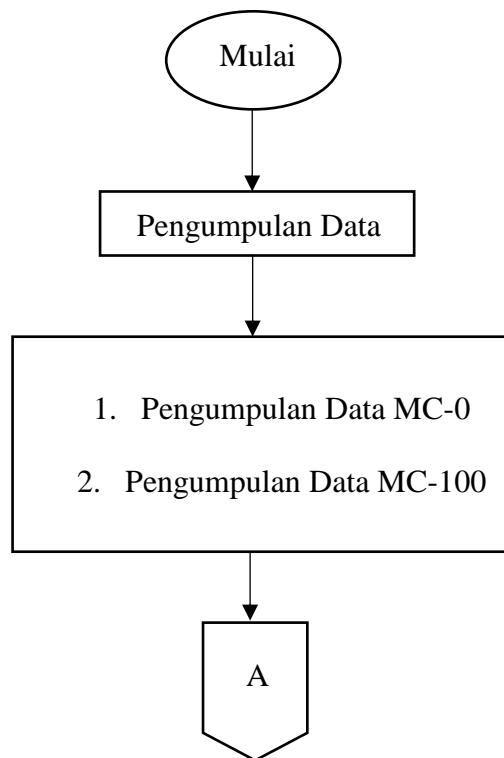 Mulai
Pengumpulan Data
1. Pengumpulan Data MC-0
2. Pengumpulan Data MC-100
A